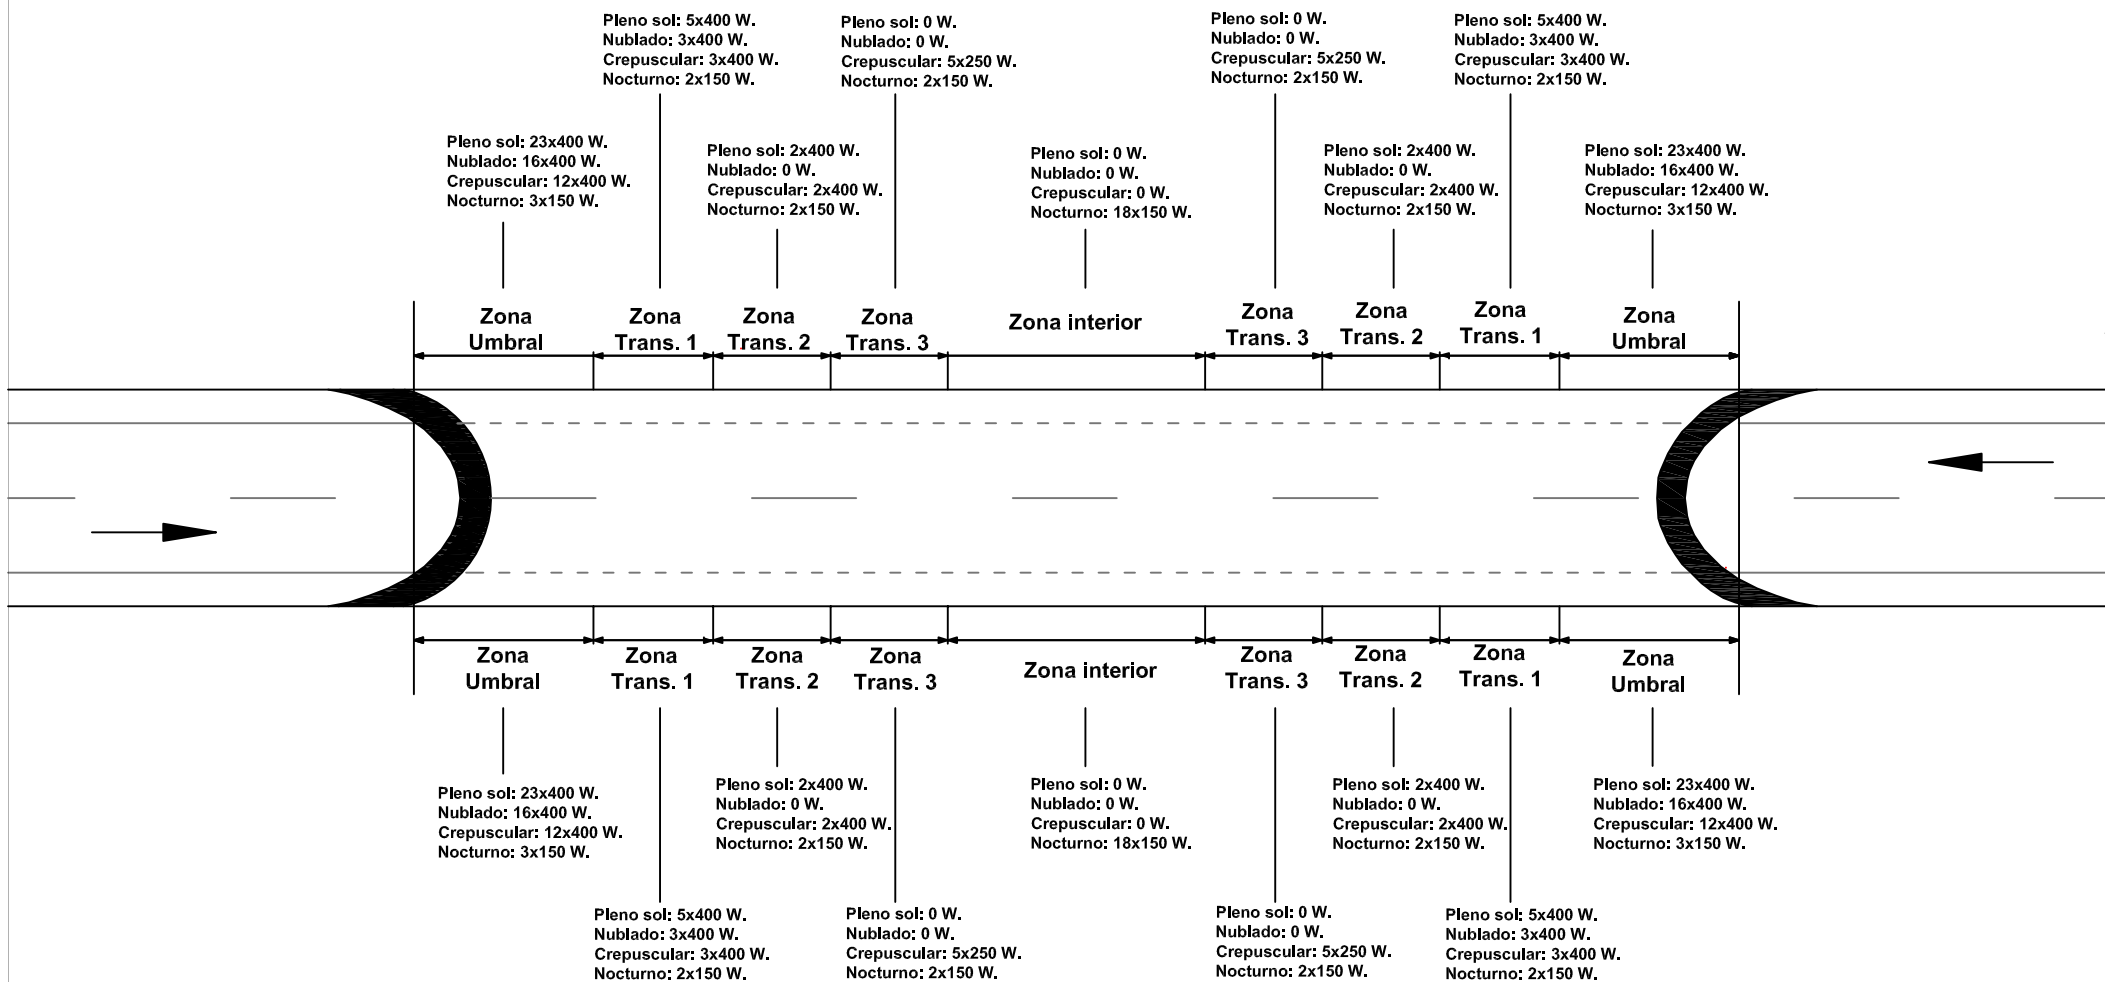 Pleno sol: 5x400 W.
Nublado: 3x400 W.
Crepuscular: 3x400 W.
Nocturno: 2x150 W.
Pleno sol: 0 W.
Nublado: 0 W.
Crepuscular: 5x250 W.
Nocturno: 2x150 W.
Pleno sol: 0 W.
Nublado: 0 W.
Crepuscular: 5x250 W.
Nocturno: 2x150 W.
Pleno sol: 5x400 W.
Nublado: 3x400 W.
Crepuscular: 3x400 W.
Nocturno: 2x150 W.
Pleno sol: 23x400 W.
Nublado: 16x400 W.
Crepuscular: 12x400 W.
Nocturno: 3x150 W.
Pleno sol: 2x400 W.
Nublado: 0 W.
Crepuscular: 2x400 W.
Nocturno: 2x150 W.
Pleno sol: 0 W.
Nublado: 0 W.
Crepuscular: 0 W.
Nocturno: 18x150 W.
Pleno sol: 2x400 W.
Nublado: 0 W.
Crepuscular: 2x400 W.
Nocturno: 2x150 W.
Pleno sol: 23x400 W.
Nublado: 16x400 W.
Crepuscular: 12x400 W.
Nocturno: 3x150 W.
Zona
Umbral
Zona
Trans. 1
Zona
Trans. 2
Zona
Trans. 3
Zona interior
Zona
Trans. 3
Zona
Trans. 2
Zona
Trans. 1
Zona
Umbral
Zona
Umbral
Zona
Trans. 1
Zona
Trans. 2
Zona
Trans. 3
Zona interior
Zona
Trans. 3
Zona
Trans. 2
Zona
Trans. 1
Zona
Umbral
Pleno sol: 23x400 W.
Nublado: 16x400 W.
Crepuscular: 12x400 W.
Nocturno: 3x150 W.
Pleno sol: 2x400 W.
Nublado: 0 W.
Crepuscular: 2x400 W.
Nocturno: 2x150 W.
Pleno sol: 0 W.
Nublado: 0 W.
Crepuscular: 0 W.
Nocturno: 18x150 W.
Pleno sol: 2x400 W.
Nublado: 0 W.
Crepuscular: 2x400 W.
Nocturno: 2x150 W.
Pleno sol: 23x400 W.
Nublado: 16x400 W.
Crepuscular: 12x400 W.
Nocturno: 3x150 W.
Pleno sol: 5x400 W.
Nublado: 3x400 W.
Crepuscular: 3x400 W.
Nocturno: 2x150 W.
Pleno sol: 0 W.
Nublado: 0 W.
Crepuscular: 5x250 W.
Nocturno: 2x150 W.
Pleno sol: 0 W.
Nublado: 0 W.
Crepuscular: 5x250 W.
Nocturno: 2x150 W.
Pleno sol: 5x400 W.
Nublado: 3x400 W.
Crepuscular: 3x400 W.
Nocturno: 2x150 W.